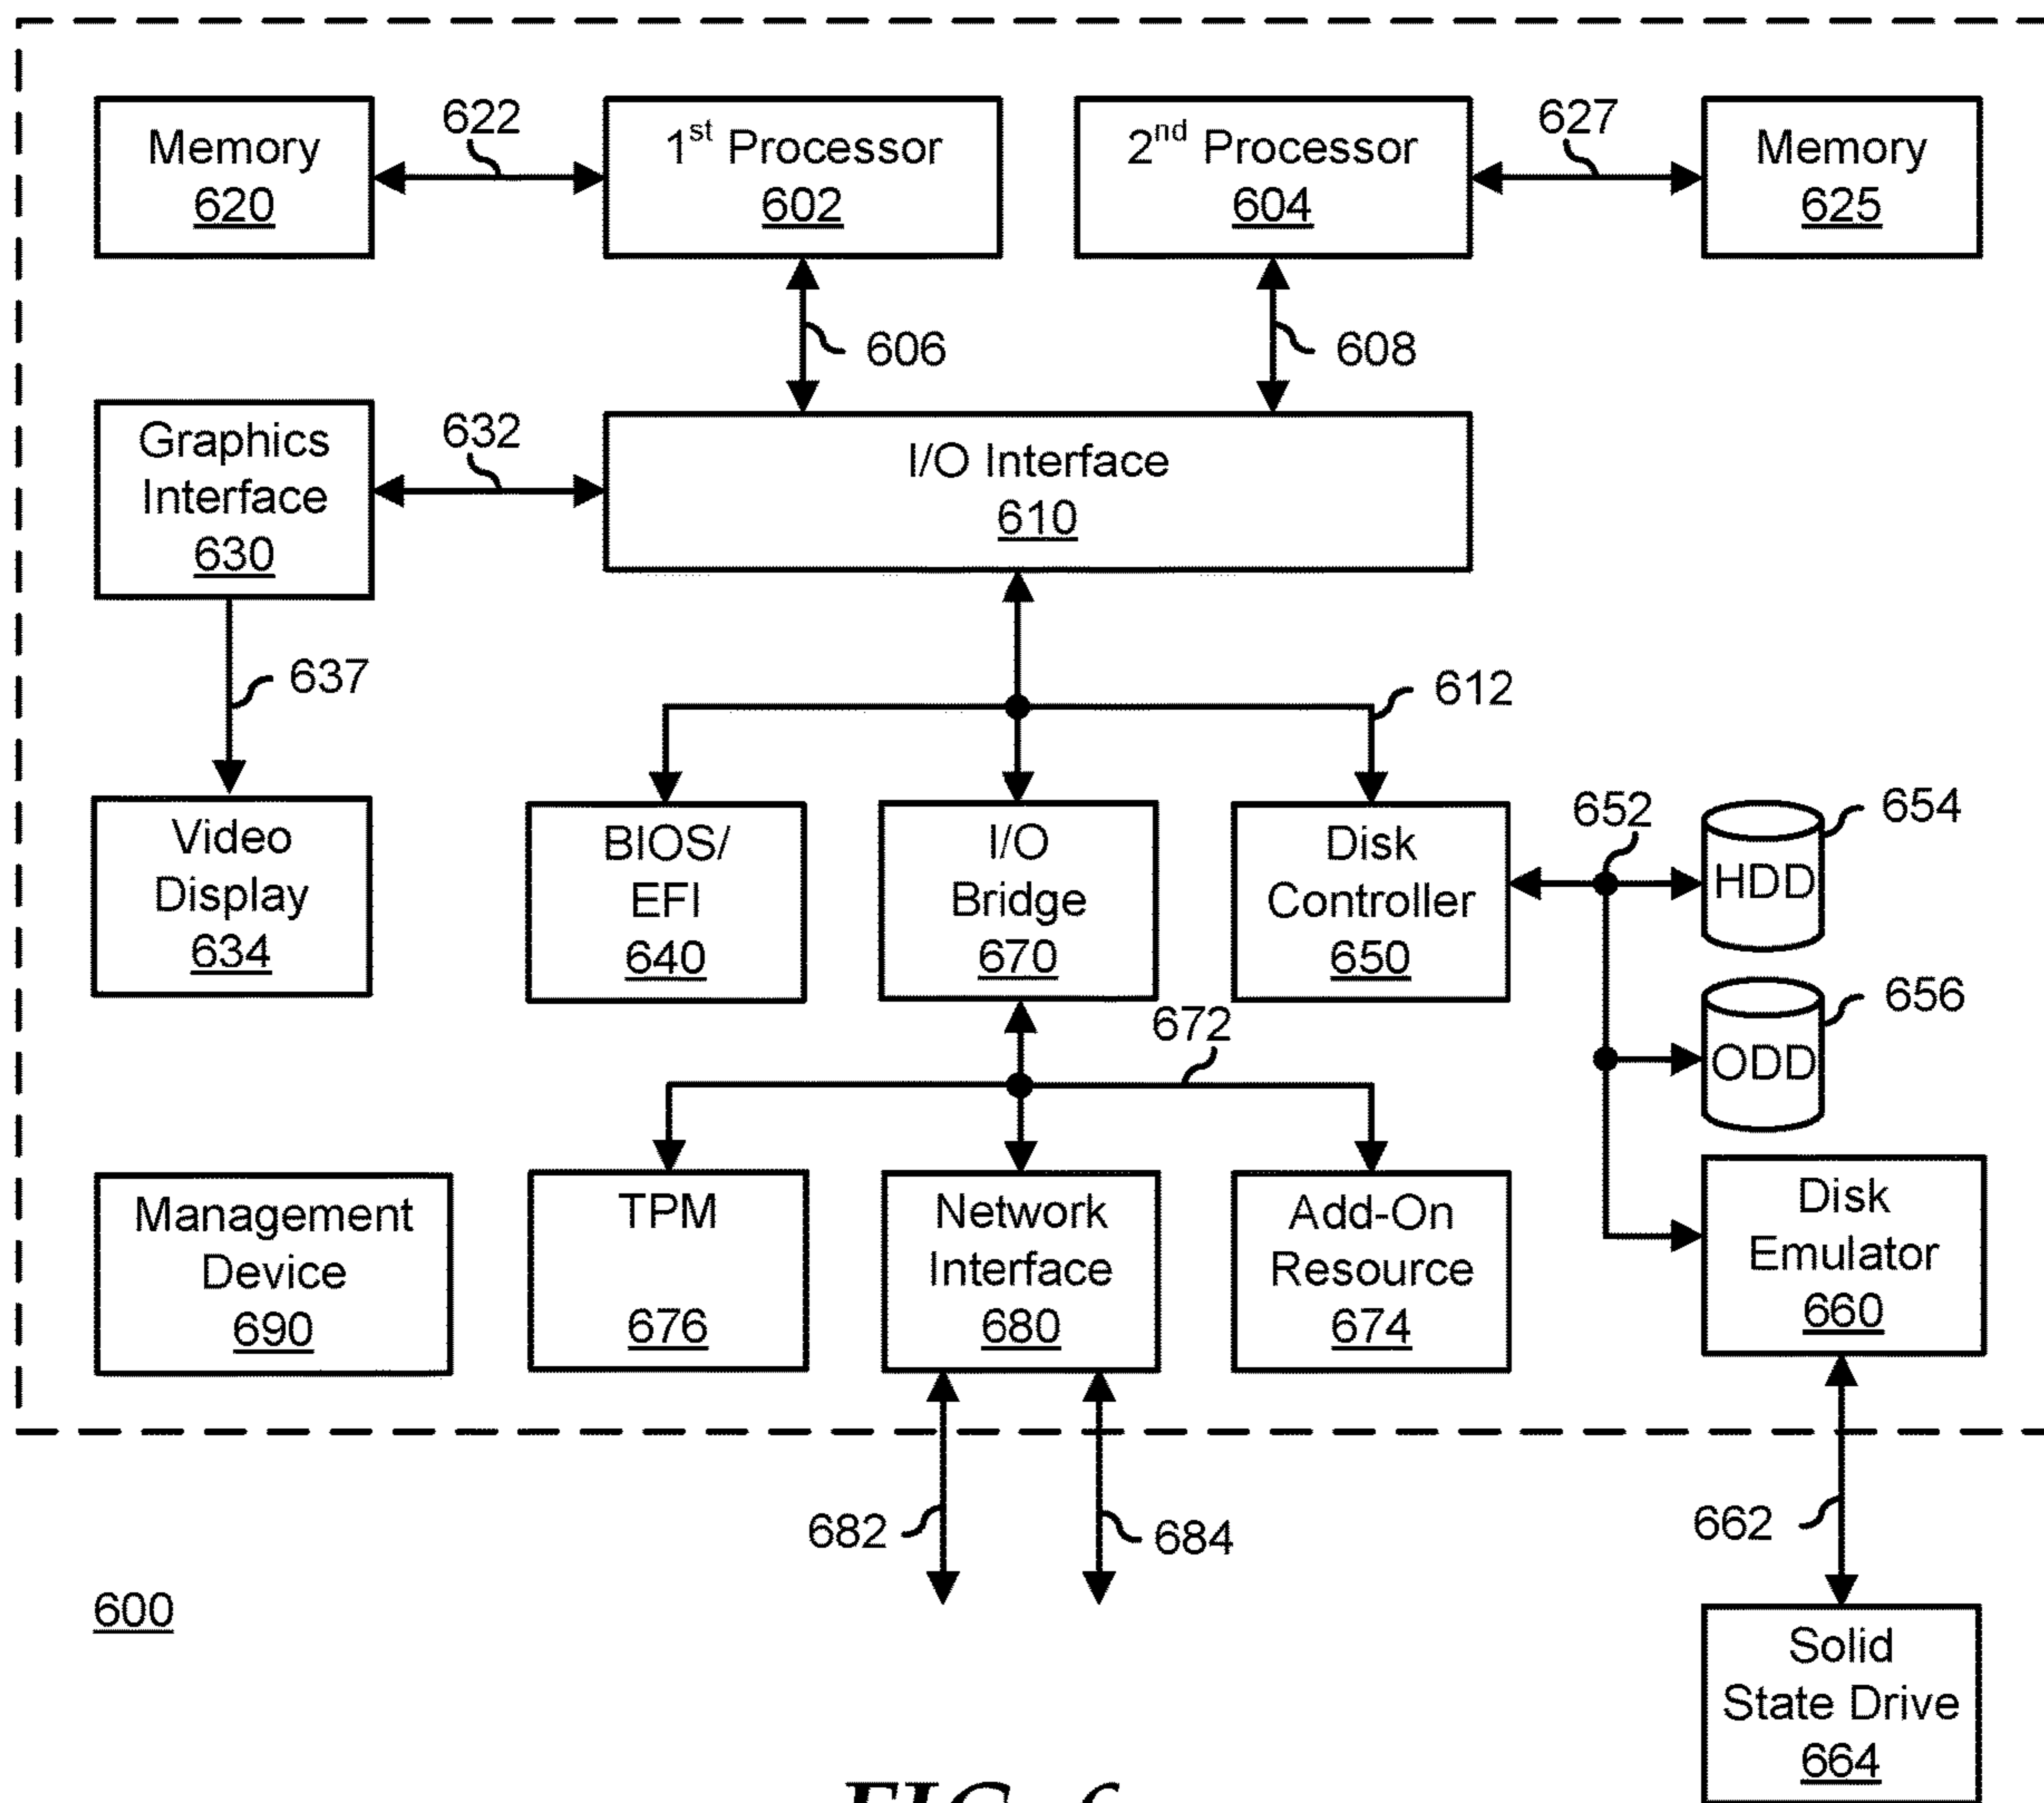 622
627
Memory
620
1st Processor
602
2nd Processor
604
Memory
625
606
608
Graphics
Interface
630
632
I/O Interface
610
637
612
Video
Display
634
BIOS/
EFI
640
I/O
Bridge
670
Disk
Controller
650
652
654
HDD
656
ODD
672
Management
Device
690
TPM
676
Network
Interface
680
Add-On
Resource
674
Disk
Emulator
660
682
684
662
600
Solid
State Drive
664
FIG. 6